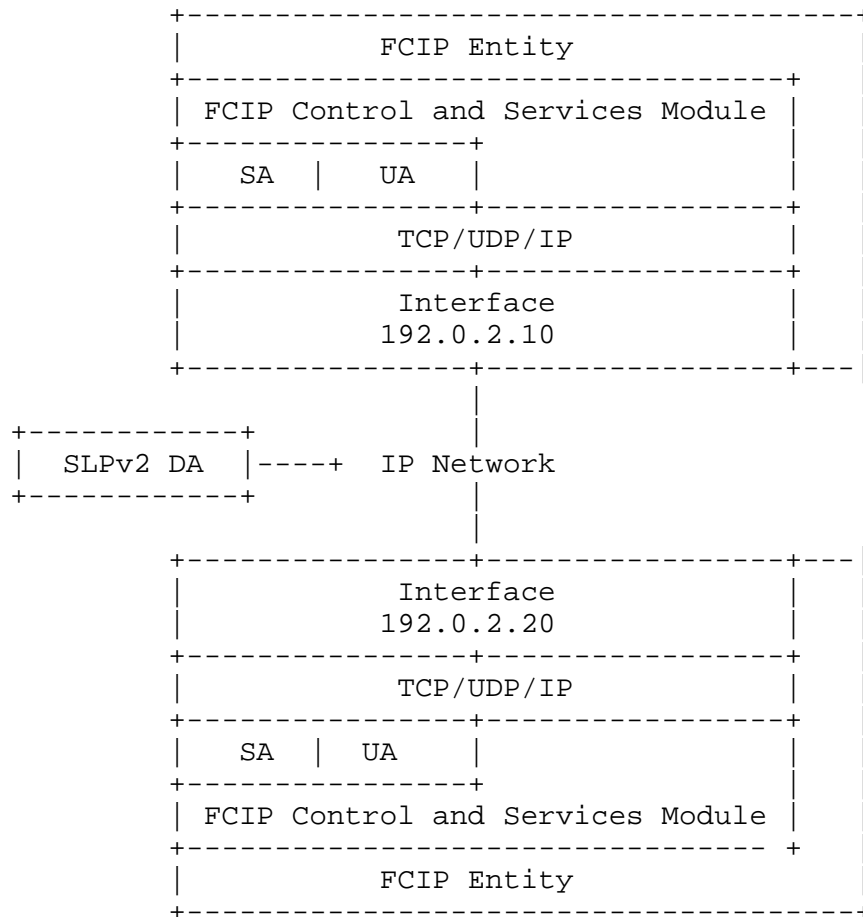 FCIP Entity
FCIP Control and Services Module
SA | UA
TCP/UDP/IP
Interface
192.0.2.10
SLPv2 DA
IP Network
Interface
192.0.2.20
TCP/UDP/IP
SA | UA
FCIP Control and Services Module
FCIP Entity